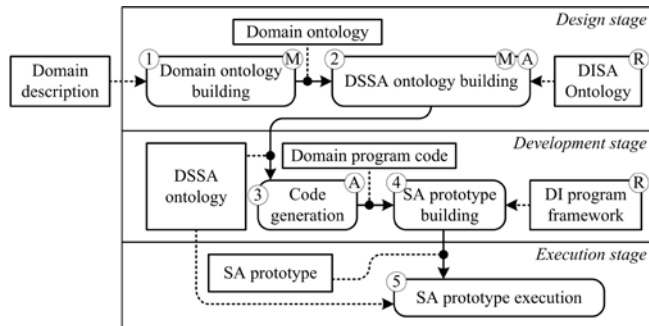 Design stage
Domain ontology
1
M
2
M
A
R
Domain
description
Domain ontology
building
DSSA ontology building
DISA
Ontology
Development stage
DSSA
ontology
Domain program code
3
A
4
R
Code
generation
SA prototype
building
DI program
framework
Execution stage
SA prototype
5
SA prototype execution